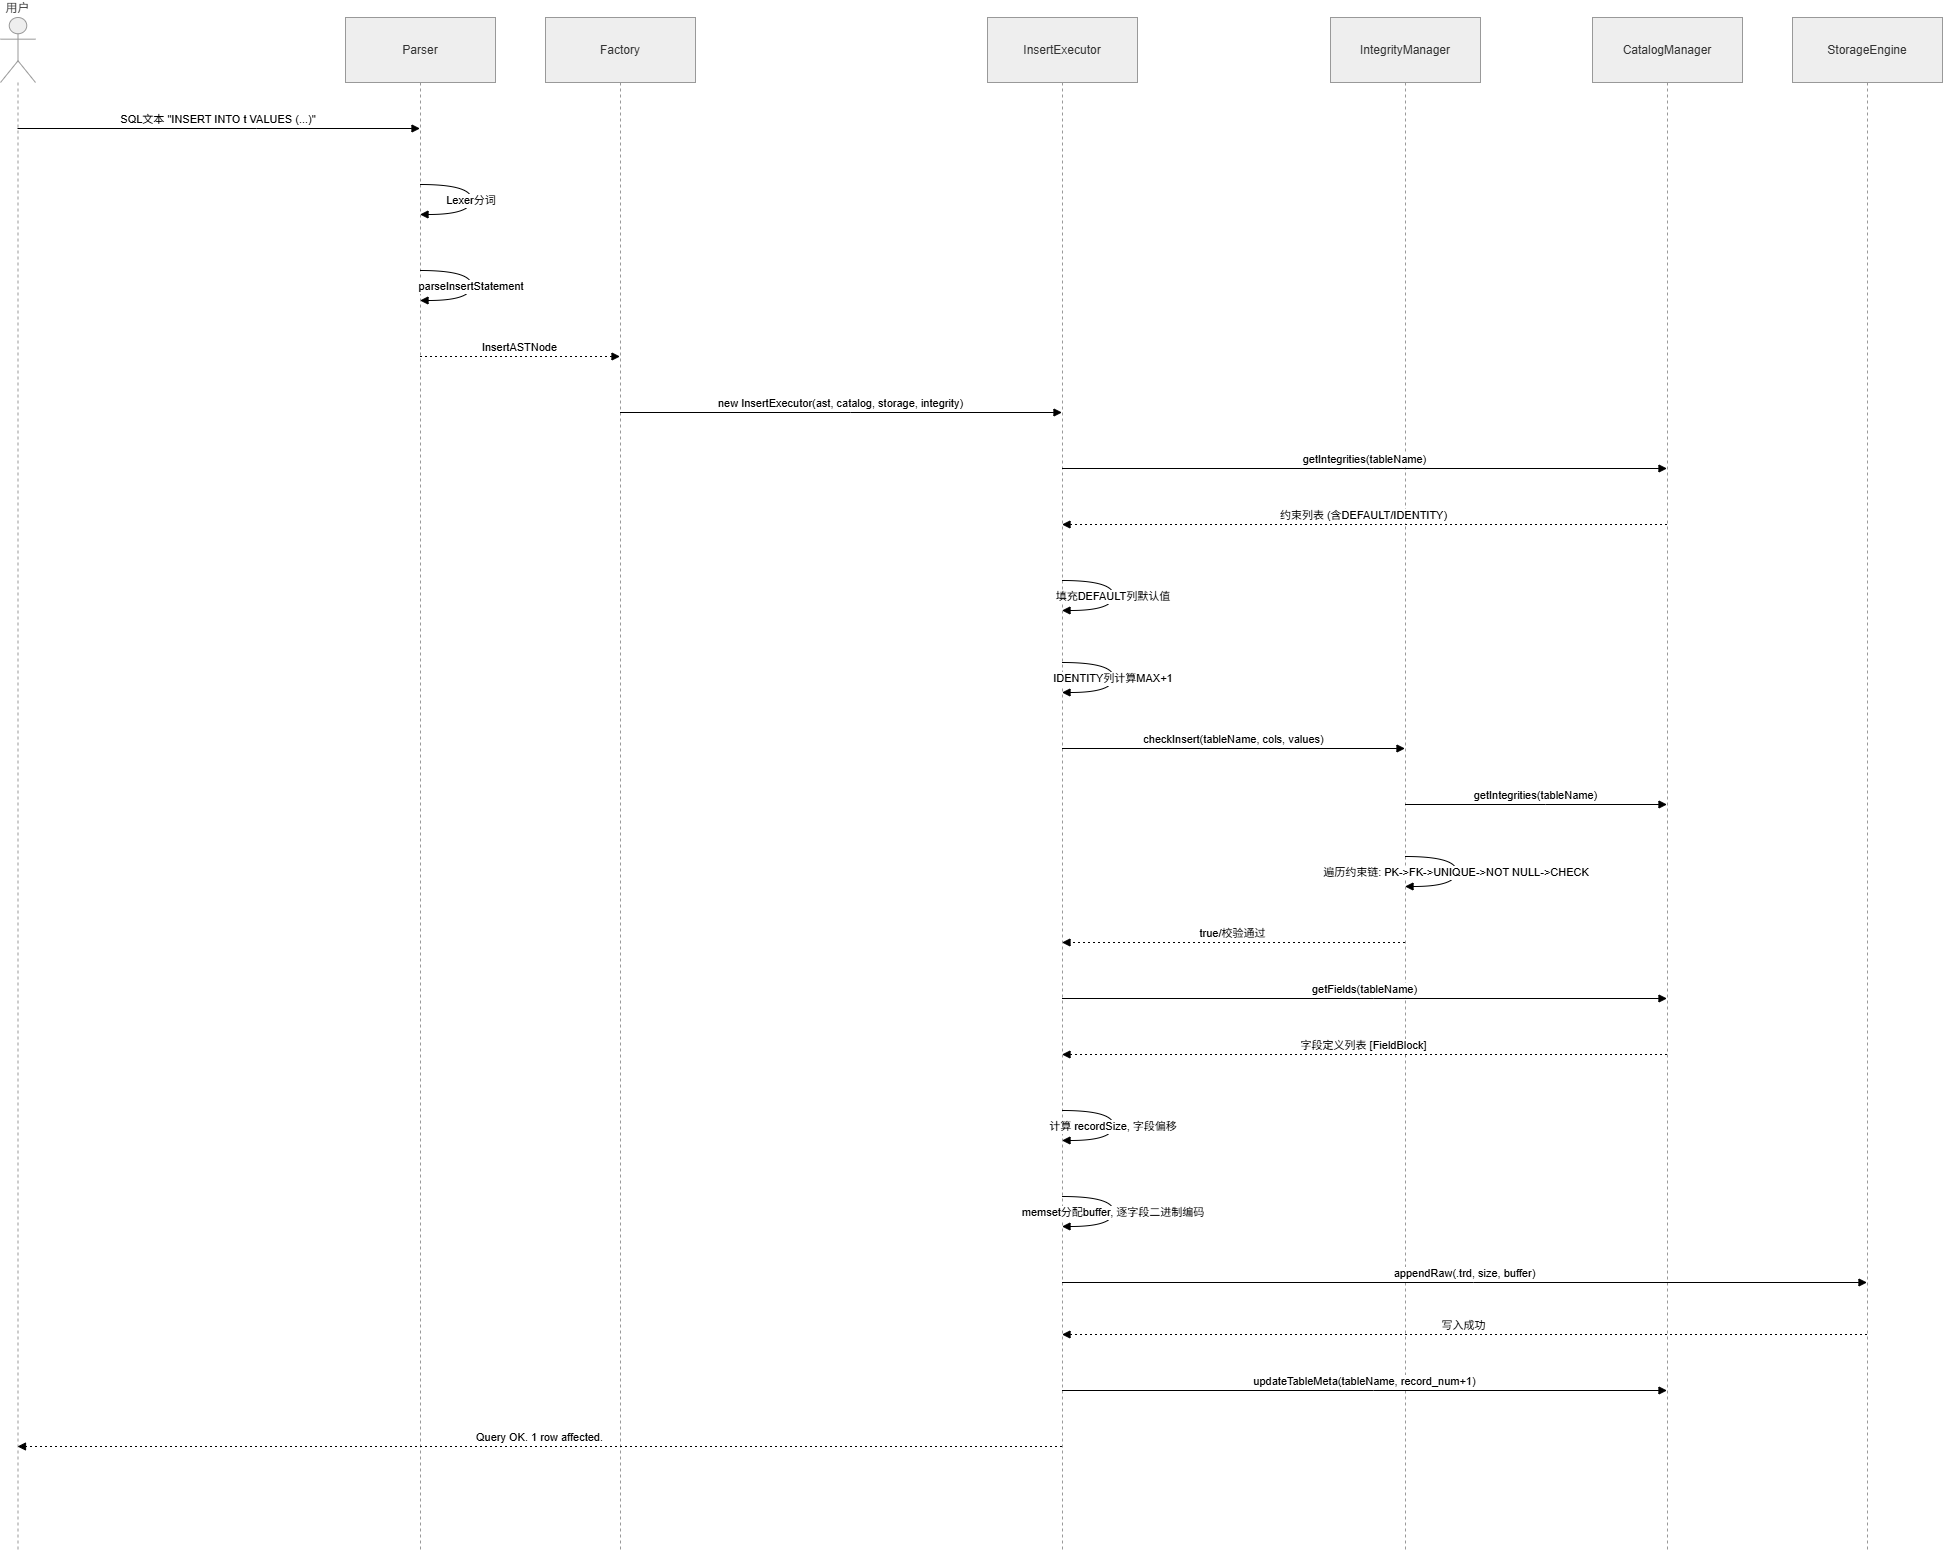 用户
Parser
Factory
InsertExecutor
IntegrityManager
CatalogManager
StorageEngine
SQL文本 "INSERT INTO t VALUES (...)"
Lexer分词
parseInsertStatement
InsertASTNode
new InsertExecutor(ast, catalog, storage, integrity)
getIntegrities(tableName)
约束列表 (含DEFAULT/IDENTITY)
填充DEFAULT列默认值
IDENTITY列计算MAX+1
checkInsert(tableName, cols, values)
getIntegrities(tableName)
遍历约束链: PK->FK->UNIQUE->NOT NULL->CHECK
true/校验通过
getFields(tableName)
字段定义列表 [FieldBlock]
计算 recordSize, 字段偏移
memset分配buffer, 逐字段二进制编码
appendRaw(.trd, size, buffer)
写入成功
updateTableMeta(tableName, record_num+1)
Query OK. 1 row affected.